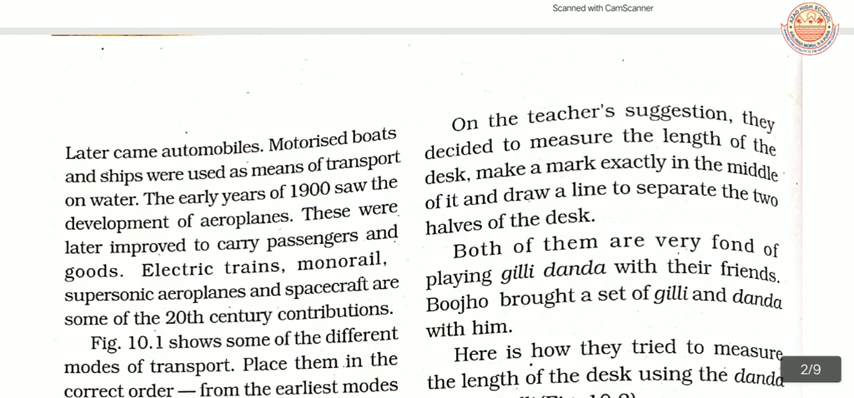 Scanned with CamScanner
Later came automobiles. Motorised boats
and ships were used as means of transport
on water. The early years of 1900 saw the
development of aeroplanes. These were
later improved to carry passengers and
goods. Electric trains, monorail,
supersonic aeroplanes and spacecraft are
some of the 20th century contributions.
Fig. 10.1 shows some of the different
modes of transport. Place them in the
correct order — from the earliest modes
On the teacher's suggestion, they
decided to measure the length of the
desk, make a mark exactly in the middle
of it and draw a line to separate the two
halves of the desk.
Both of them are very fond of
playing gilli danda with their friends.
Boojho brought a set of gilli and danda
with him.
Here is how they tried to measure
the length of the desk using the danda
2/9